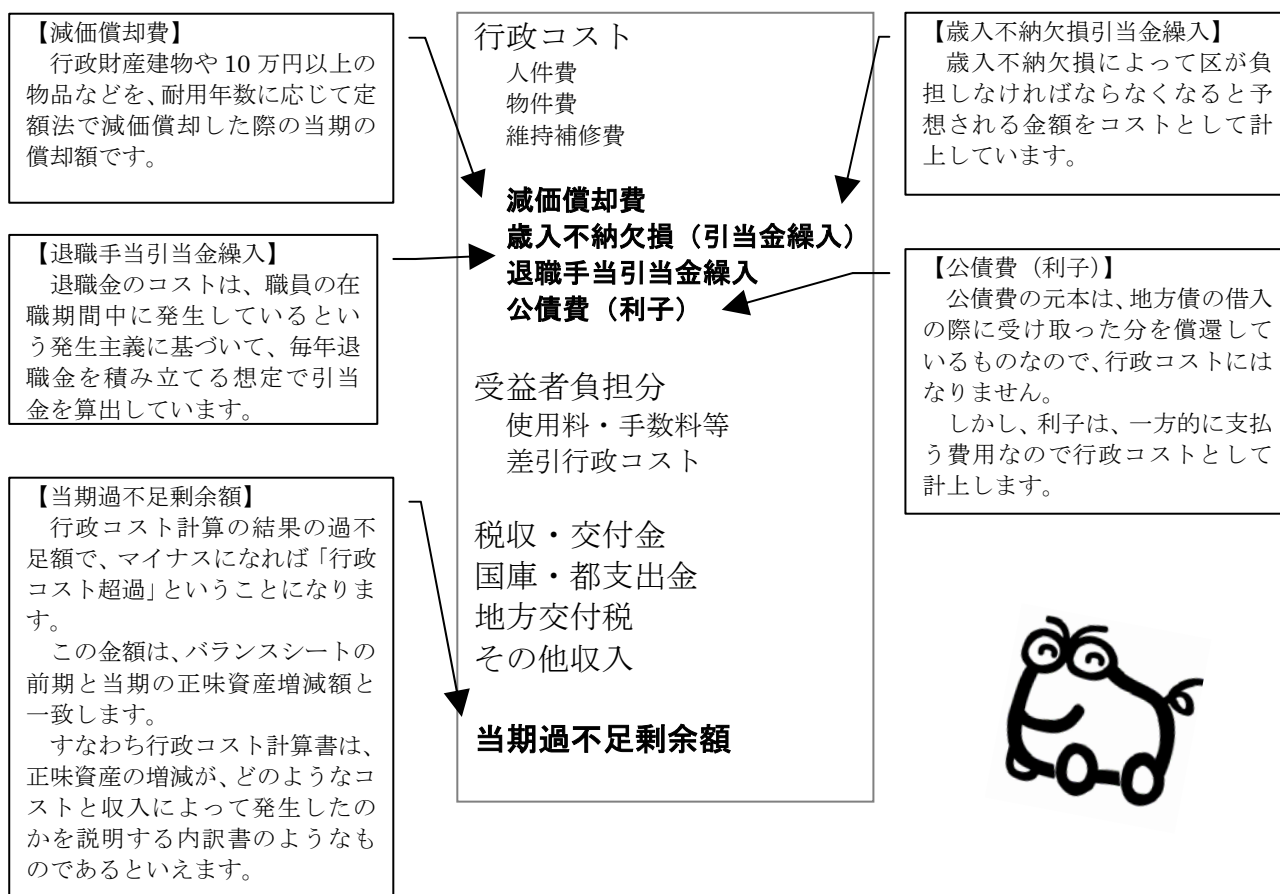 【減価償却費】
　行政財産建物や 10 万円以上の
物品などを、耐用年数に応じて定
額法で減価償却した際の当期の
償却額です。
【退職手当引当金繰入】
　退職金のコストは、職員の在
職期間中に発生しているとい
う発生主義に基づいて、毎年退
職金を積み立てる想定で引当
金を算出しています。
【当期過不足剰余額】
　行政コスト計算の結果の過不
足額で、マイナスになれば「行政
コスト超過」ということになりま
す。
　この金額は、バランスシートの
前期と当期の正味資産増減額と
一致します。
　すなわち行政コスト計算書は、
正味資産の増減が、どのようなコ
ストと収入によって発生したの
かを説明する内訳書のようなも
のであるといえます。
行政コスト
人件費
物件費
維持補修費
減価償却費
歳入不納欠損（引当金繰入）
退職手当引当金繰入
公債費（利子）
受益者負担分
使用料・手数料等
差引行政コスト
税収・交付金
国庫・都支出金
地方交付税
その他収入
当期過不足剰余額
【歳入不納欠損引当金繰入】
　歳入不納欠損によって区が負
担しなければならなくなると予
想される金額をコストとして計
上しています。
【公債費（利子）】
　公債費の元本は、地方債の借入
の際に受け取った分を償還して
いるものなので、行政コストには
なりません。
　しかし、利子は、一方的に支払
う費用なので行政コストとして
計上します。